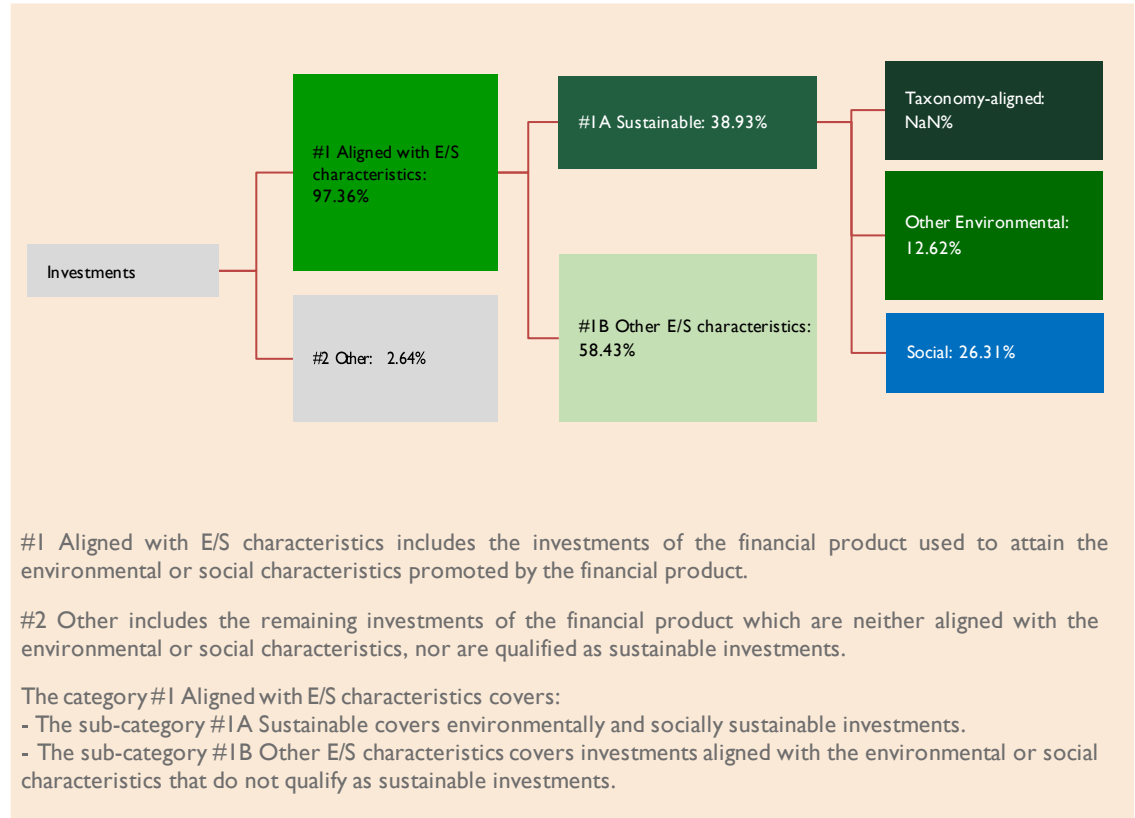 Investments
#1 Aligned with E/S
characteristics:
97.36%
#2 Other: 2.64%
#1A Sustainable: 38.93%
#1B Other E/S characteristics:
58.43%
Taxonomy-aligned:
NaN%
Other Environmental:
12.62%
Social: 26.31%
#1 Aligned with E/S characteristics includes the investments of the financial product used to attain the
environmental or social characteristics promoted by the financial product.
#2 Other includes the remaining investments of the financial product which are neither aligned with the
environmental or social characteristics, nor are qualified as sustainable investments.
The category #1 Aligned with E/S characteristics covers:
- The sub-category #1A Sustainable covers environmentally and socially sustainable investments.
- The sub-category #1B Other E/S characteristics covers investments aligned with the environmental or social
characteristics that do not qualify as sustainable investments.